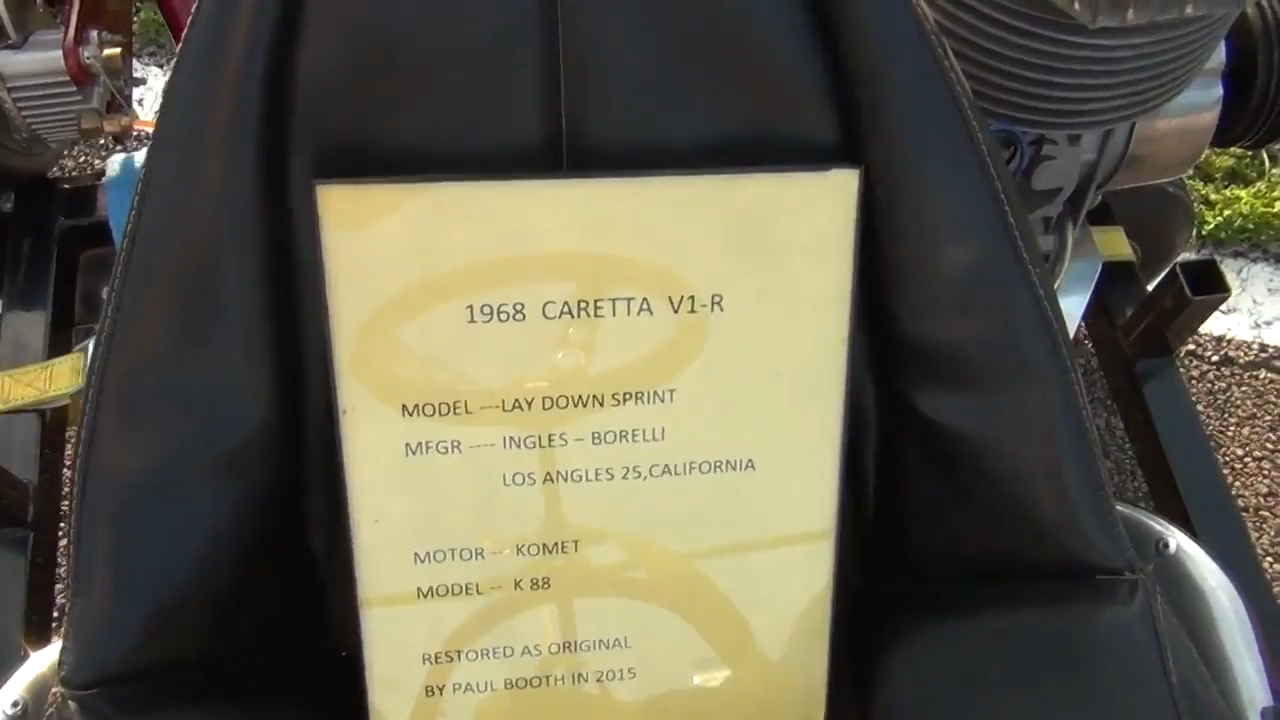 1968 CARETTA V1-R
MODEL ---LAY DOWN SPRINT
MFGR ---- INGLES – BORELLI
LOS ANGLES 25,CALIFORNIA
MOTOR --- KOMET
MODEL -- K 88
RESTORED AS ORIGINAL
BY PAUL BOOTH IN 2015